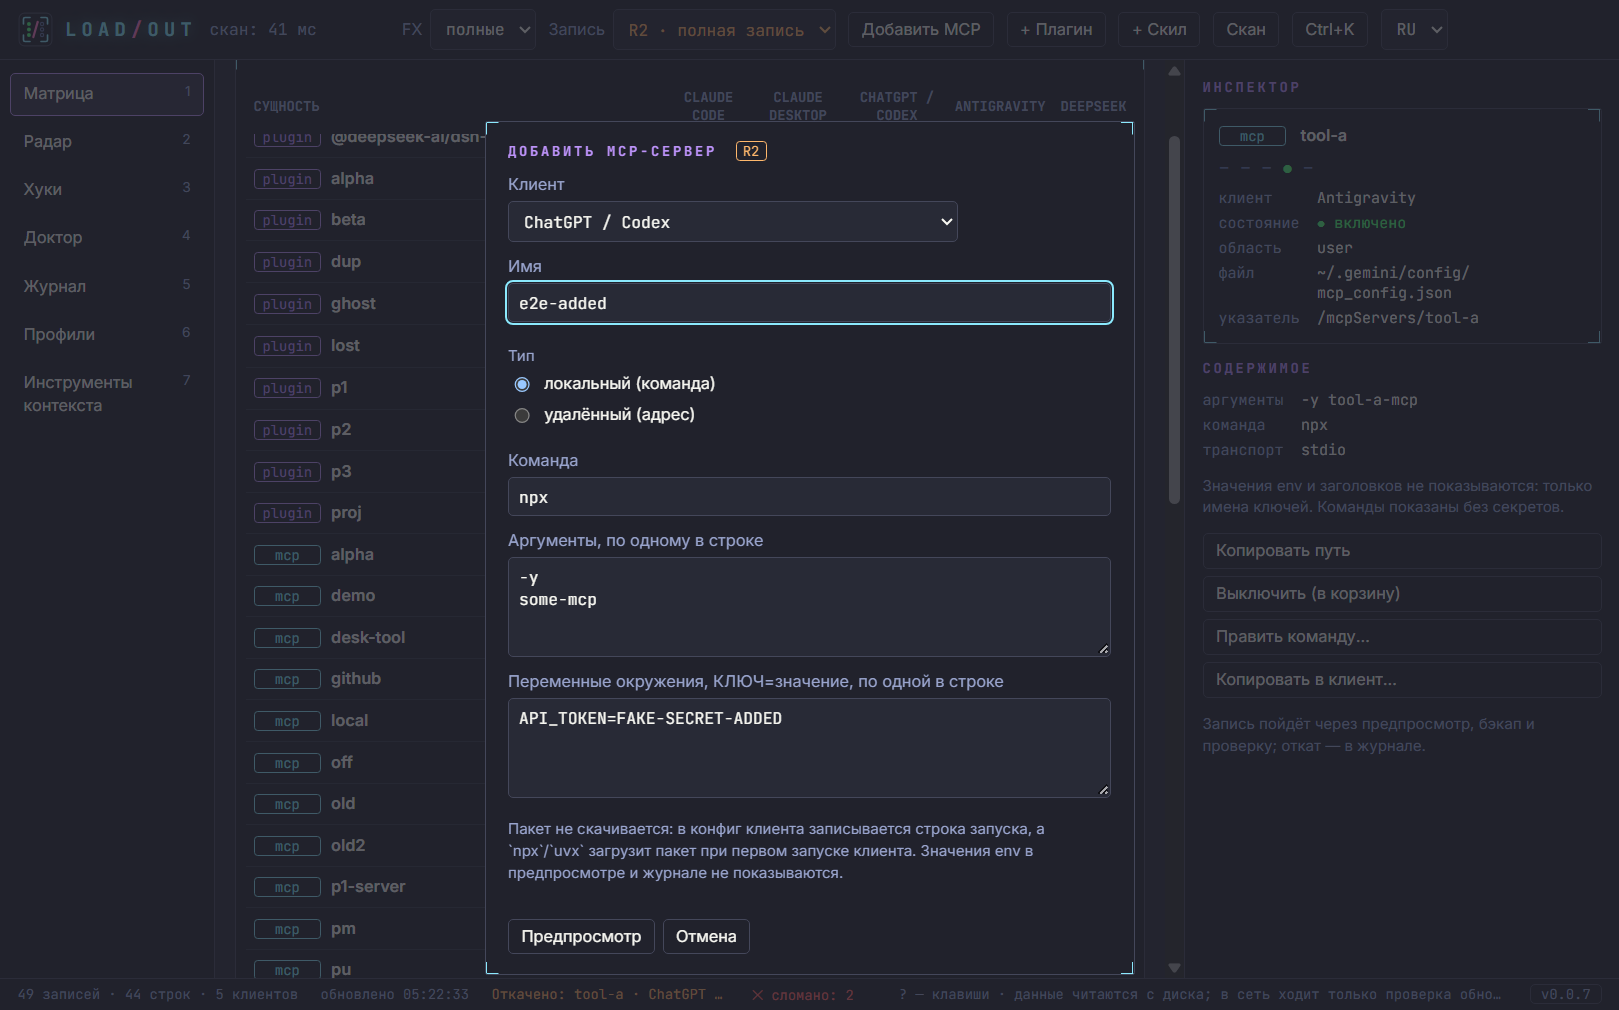 LOAD/OUT
скан: 41 мс
FX
полные
Запись
R2 · полная запись
Добавить MCP
+ Плагин
+ Скил
Скан
Ctrl+K
RU
Матрица 1
Радар 2
Хуки 3
Доктор 4
Журнал 5
Профили 6
Инструменты контекста 7
СУЩНОСТЬ
CLAUDE CODE
CLAUDE DESKTOP
CHATGPT / CODEX
ANTIGRAVITY
DEEPSEEK
plugin @deepseek-ai/dsh-
plugin alpha
plugin beta
plugin dup
plugin ghost
plugin lost
plugin p1
plugin p2
plugin p3
plugin proj
mcp alpha
mcp demo
mcp desk-tool
mcp github
mcp local
mcp off
mcp old
mcp old2
mcp p1-server
mcp pm
mcp pu
ДОБАВИТЬ MCP-СЕРВЕР R2
Клиент
ChatGPT / Codex
Имя
e2e-added
Тип
локальный (команда)
удалённый (адрес)
Команда
npx
Аргументы, по одному в строке
-y
some-mcp
Переменные окружения, КЛЮЧ=значение, по одной в строке
API_TOKEN=FAKE-SECRET-ADDED
Пакет не скачивается: в конфиг клиента записывается строка запуска, а
`npx`/`uvx` загрузит пакет при первом запуске клиента. Значения env в
предпросмотре и журнале не показываются.
Предпросмотр
Отмена
ИНСПЕКТОР
mcp tool-a
клиент Antigravity
состояние ● включено
область user
файл ~/.gemini/config/
mcp_config.json
указатель /mcpServers/tool-a
СОДЕРЖИМОЕ
аргументы -y tool-a-mcp
команда npx
транспорт stdio
Значения env и заголовков не показываются: только
имена ключей. Команды показаны без секретов.
Копировать путь
Выключить (в корзину)
Править команду…
Копировать в клиент…
Запись пойдёт через предпросмотр, бэкап и
проверку; откат — в журнале.
49 записей · 44 строк · 5 клиентов
обновлено 05:22:33
Откачено: tool-a · ChatGPT …
× сломано: 2
? — клавиши · данные читаются с диска; в сеть ходит только проверка обно…
v0.0.7